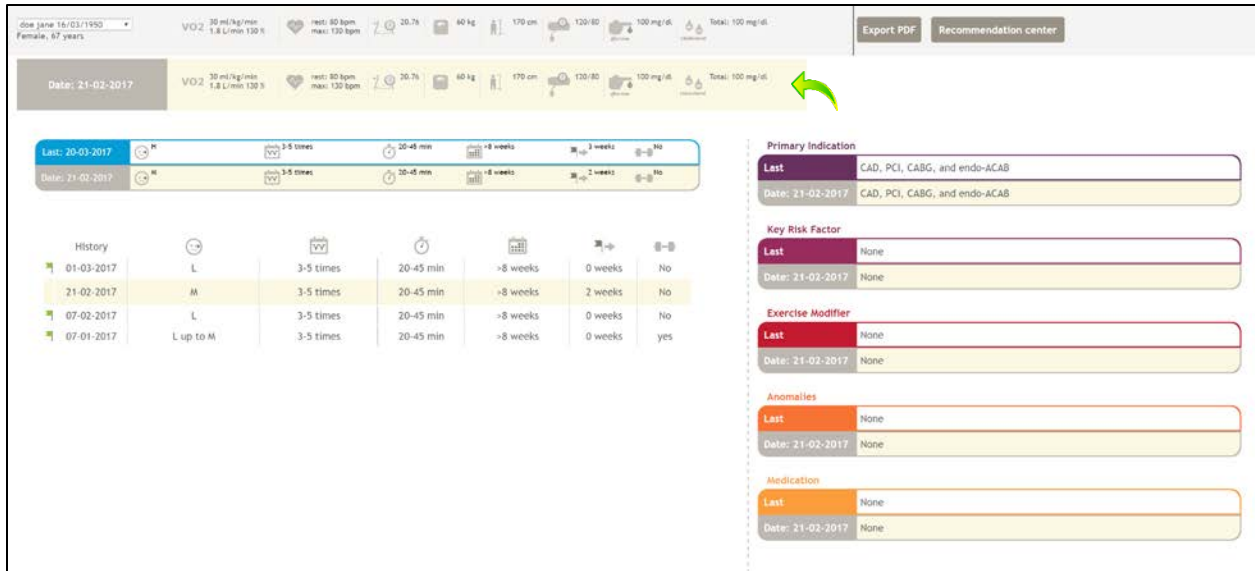 doe jane 16/03/1950
Female, 67 years
VO2 30 ml/kg/min
1.8 L/min 130 %
rest: 80 bpm
max: 130 bpm
20.76
60 kg
170 cm
120/80
100 mg/dl
glucose
Total: 100 mg/dl
cholesterol
Export PDF
Recommendation center
Date: 21-02-2017
VO2 30 ml/kg/min
1.8 L/min 130 %
rest: 80 bpm
max: 130 bpm
20.76
60 kg
170 cm
120/80
100 mg/dl
glucose
Total: 100 mg/dl
cholesterol
Last: 20-03-2017 M 3-5 times 20-45 min >8 weeks 3 weeks No
Date: 21-02-2017 M 3-5 times 20-45 min >8 weeks 2 weeks No
History
01-03-2017 L 3-5 times 20-45 min >8 weeks 0 weeks No
21-02-2017 M 3-5 times 20-45 min >8 weeks 2 weeks No
07-02-2017 L 3-5 times 20-45 min >8 weeks 0 weeks No
07-01-2017 L up to M 3-5 times 20-45 min >8 weeks 0 weeks yes
Primary Indication
Last CAD, PCI, CABG, and endo-ACAB
Date: 21-02-2017 CAD, PCI, CABG, and endo-ACAB
Key Risk Factor
Last None
Date: 21-02-2017 None
Exercise Modifier
Last None
Date: 21-02-2017 None
Anomalies
Last None
Date: 21-02-2017 None
Medication
Last None
Date: 21-02-2017 None